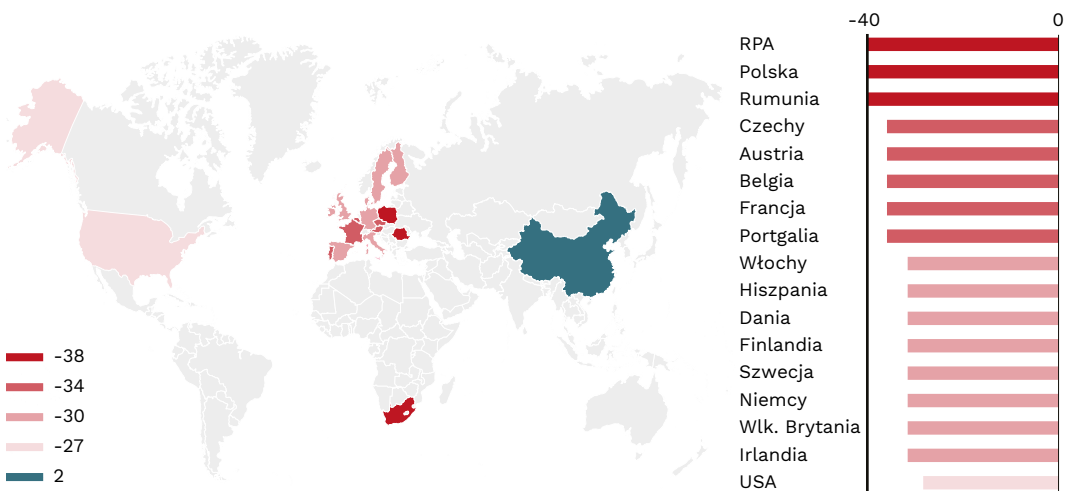 -40 0
RPA
Polska
Rumunia
Czechy
Austria
Belgia
Francja
Portgalia
Włochy
Hiszpania
Dania
Finlandia
Szwecja
Niemcy
Wlk. Brytania
Irlandia
USA
-38
-34
-30
-27
2